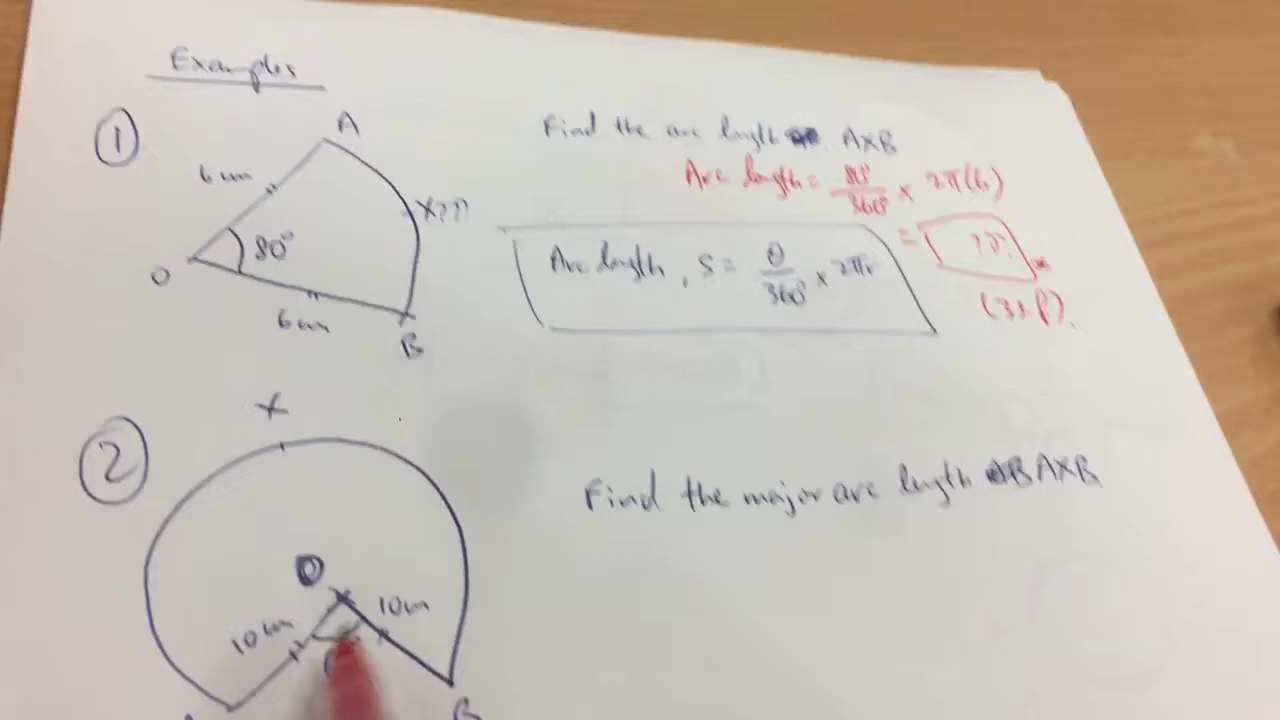 Examples
① A
Find the arc length AXB
6cm
Arc length = 80°/360° × 2π(6)
X???
80°
Arc length, S = θ/360° × 2πr
= ???
O
(3sf).
6cm
B
② X
Find the major arc length AXB
O
10cm
10cm
B